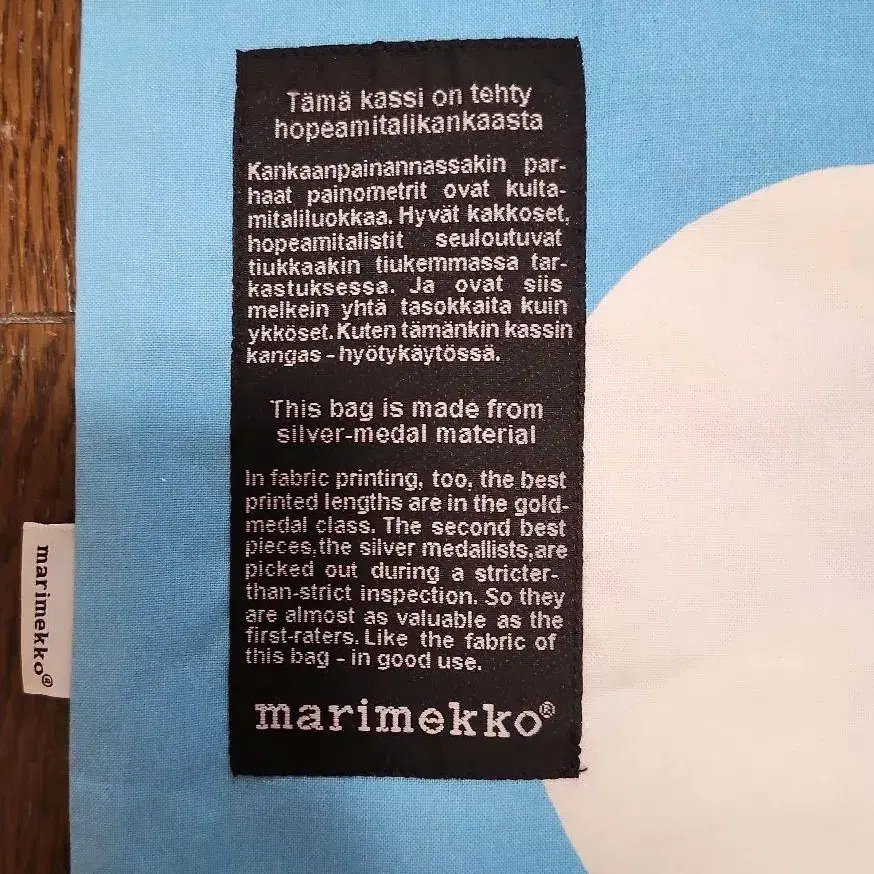 Tämä kassi on tehty
hopeamitalikankaasta
Kankaanpainannassakin par-
haat painometrit ovat kulta-
mitaliluokkaa. Hyvät kakkoset,
hopeamitalistit seuloutuvat
tiukkaakin tiukemmassa tar-
kastuksessa. Ja ovat siis
melkein yhtä tasokkaita kuin
ykköset. Kuten tämänkin kassin
kangas - hyötykäytössä.
This bag is made from
silver-medal material
In fabric printing, too, the best
printed lengths are in the gold-
medal class. The second best
pieces,the silver medallists,are
picked out during a stricter-
than-strict inspection. So they
are almost as valuable as the
first-raters. Like the fabric of
this bag - in good use.
marimekko®
marimekko®